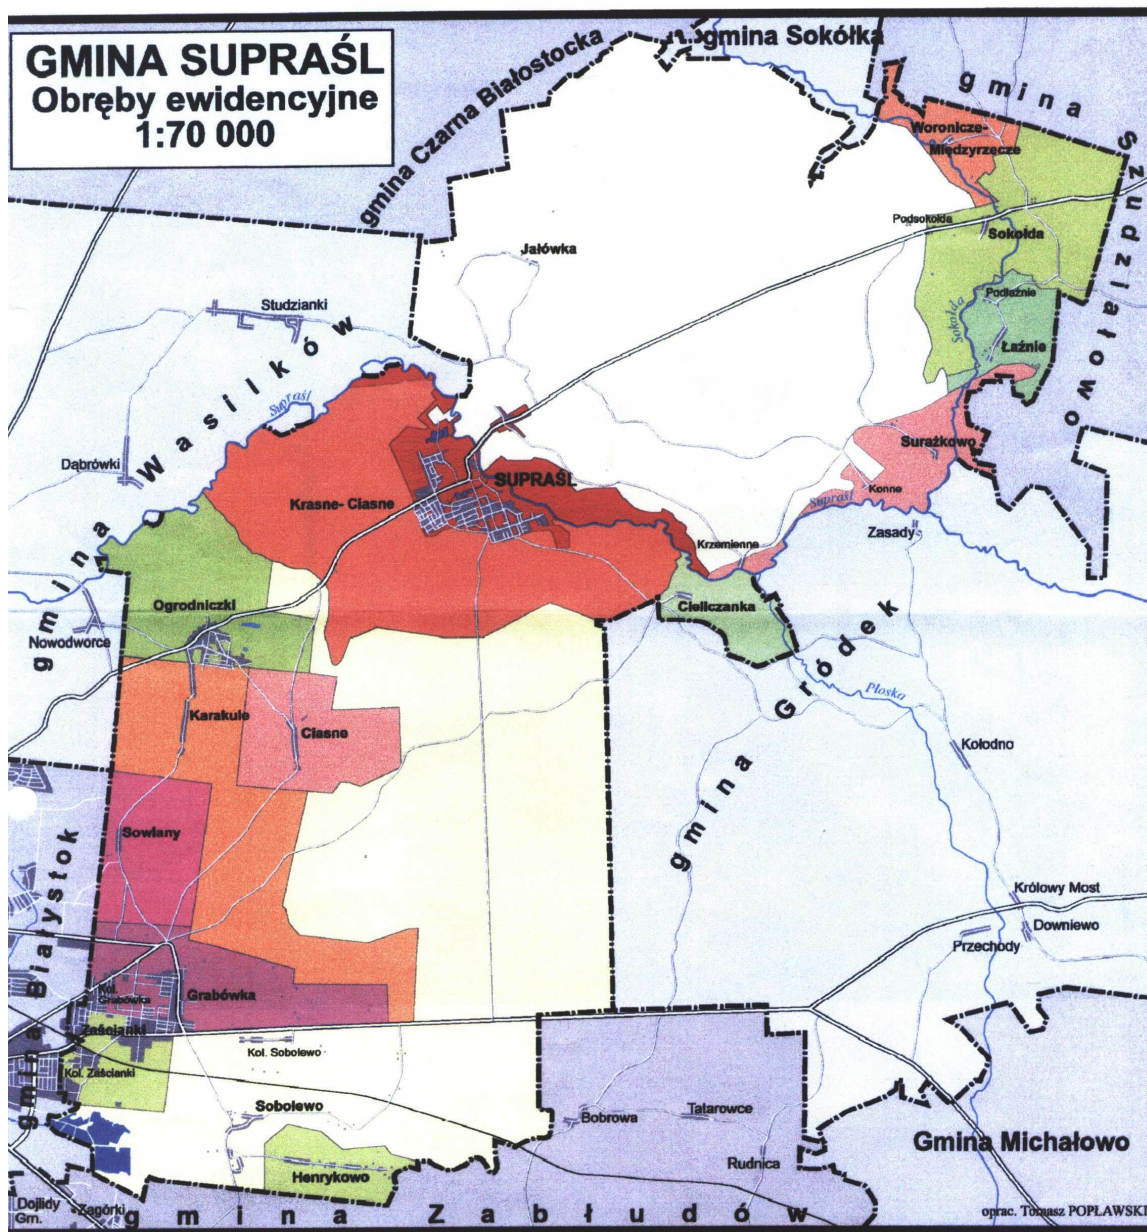 GMINA SUPRAŚL
Obręby ewidencyjne
1:70 000
gmina Czarna Białostocka
gmina Sokółka
gmina Szudziałowo
Woronicze-
Międzyrzecze
Podsokołda
Sokołda
Jałówka
Podłaźnie
Sokołda
Łaźnie
Studzianki
gmina Wasilków
Supraśl
Dąbrówki
Surażkowo
Krasne- Ciasne
SUPRAŚL
Konne
Supraśl
Zasady
Krzemienne
Ogrodniczki
Cieliczanka
Nowodworce
gmina Gródek
Płoska
Karakule
Ciasne
Kołodno
Sowlany
gmina Białystok
Królowy Most
Downiewo
Przechody
Kol.
Grabówka
Grabówka
Zaścianki
Kol. Sobolewo
Kol. Zaścianki
Sobolewo
Bobrowa
Tatarowce
Gmina Michałowo
Rudnica
Henrykowo
Dojlidy
Grn.
Zagórki
gmina Zabłudów
oprac. Tomasz POPŁAWSKI